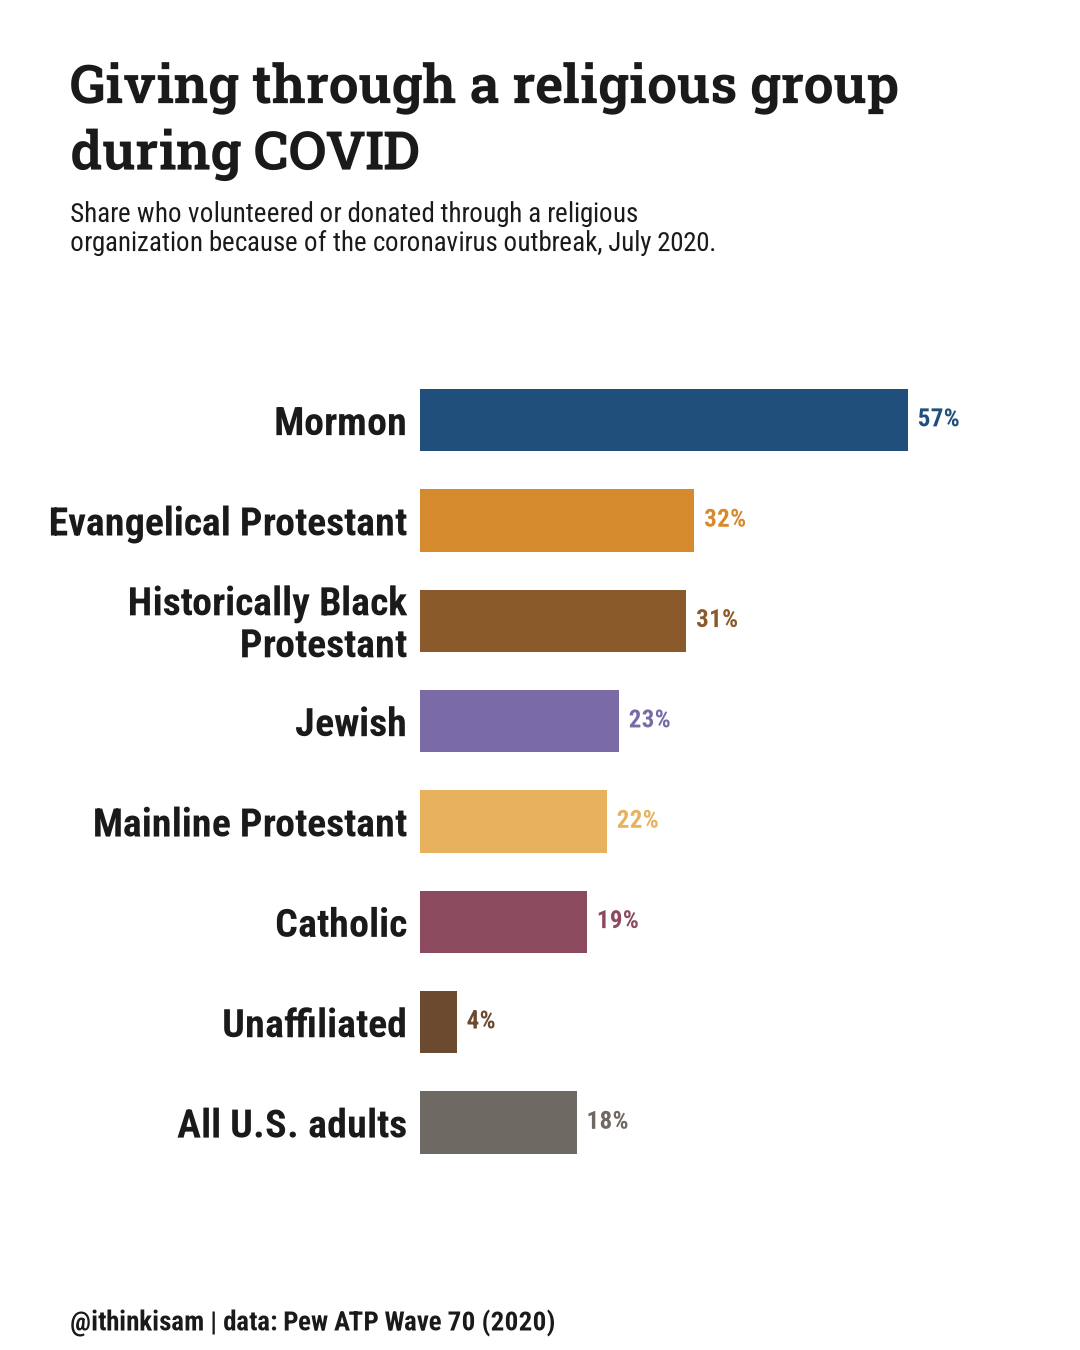 Giving through a religious group
during COVID
Share who volunteered or donated through a religious
organization because of the coronavirus outbreak, July 2020.
Mormon
57%
Evangelical Protestant
32%
Historically Black
Protestant
31%
Jewish
23%
Mainline Protestant
22%
Catholic
19%
Unaffiliated
4%
All U.S. adults
18%
@ithinkisam | data: Pew ATP Wave 70 (2020)